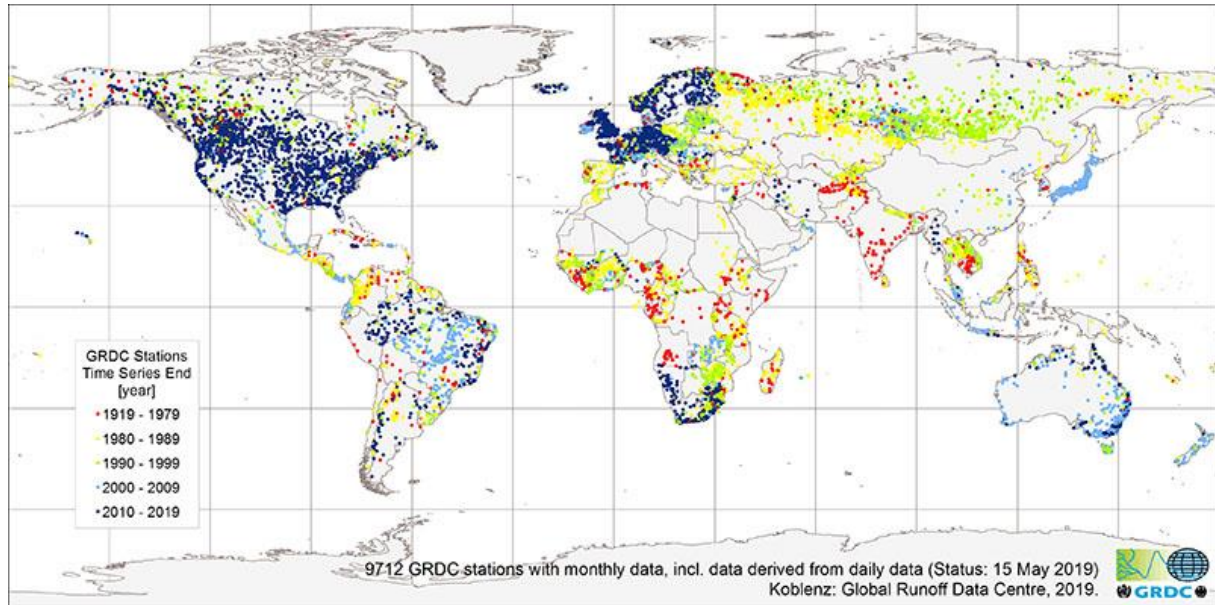 GRDC Stations
Time Series End
[year]
1919 - 1979
1980 - 1989
1990 - 1999
2000 - 2009
2010 - 2019
9712 GRDC stations with monthly data, incl. data derived from daily data (Status: 15 May 2019)
Koblenz: Global Runoff Data Centre, 2019.
GRDC